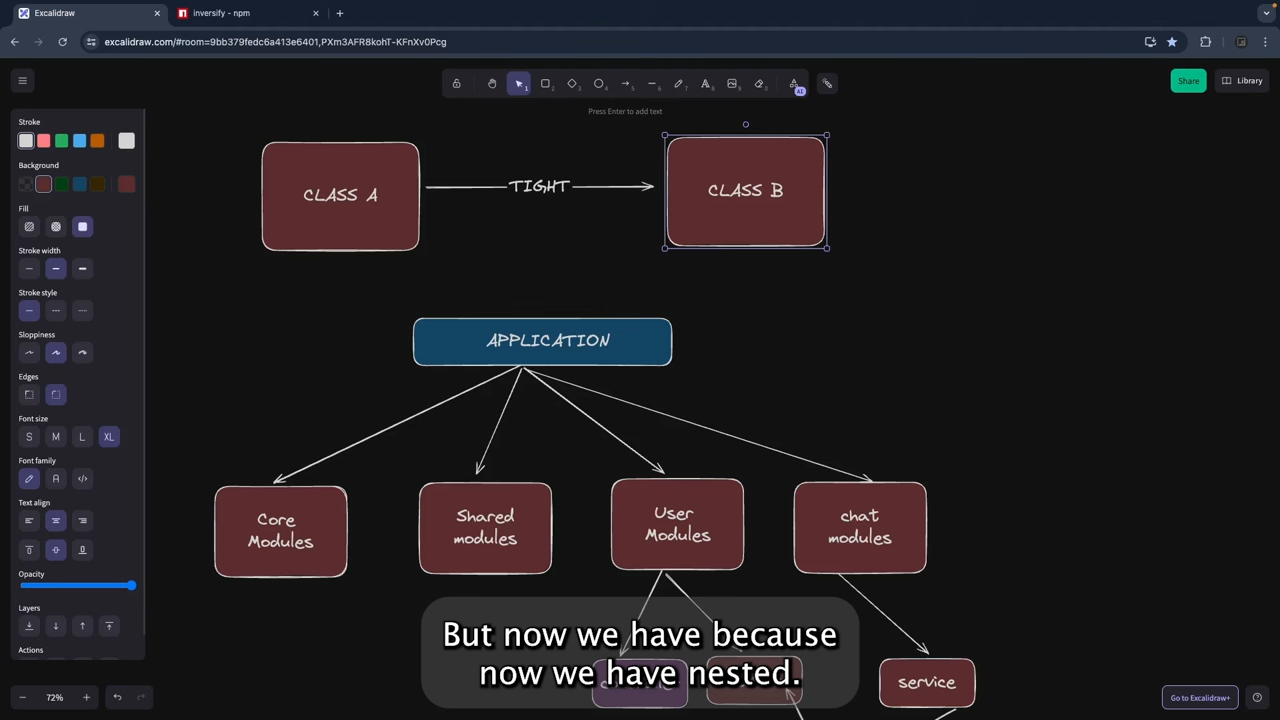 Excalidraw
inversify - npm
excalidraw.com/#room=9bb379fedc6a413e6401,PXm3AFR8kohT-KFnXv0Pcg
Share
Library
Press Enter to add text
Stroke
Background
Fill
Stroke width
Stroke style
Sloppiness
Edges
Font size
S M L XL
Font family
Text align
Opacity
Layers
Actions
72%
AI
CLASS A
TIGHT
CLASS B
APPLICATION
Core
Modules
Shared
modules
User
Modules
chat
modules
service
But now we have because
now we have nested.
Go to Excalidraw+